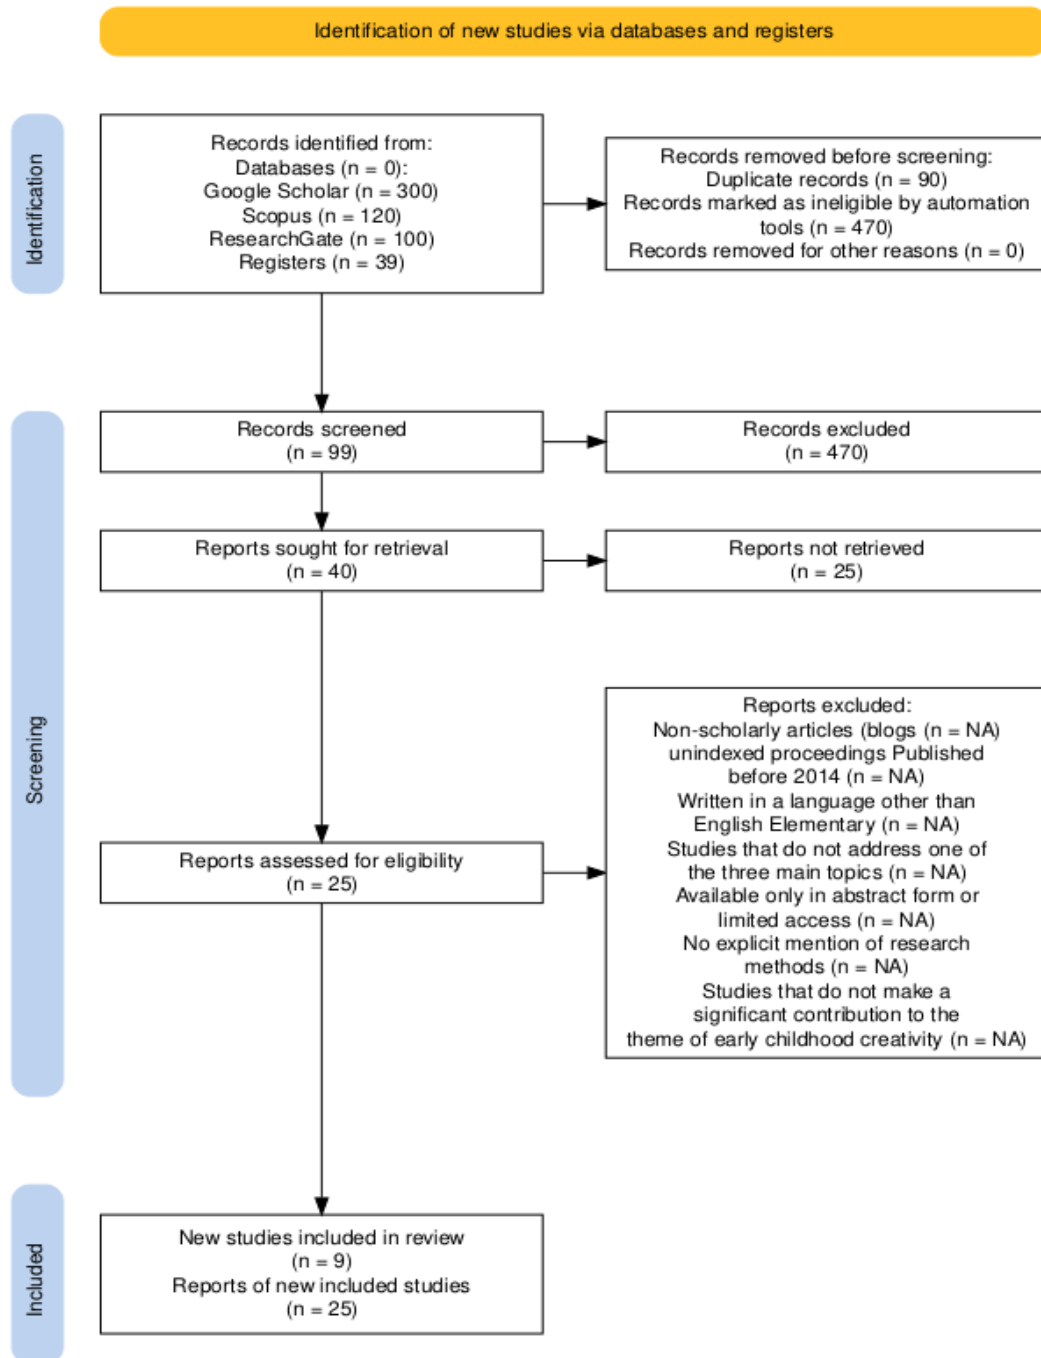 Identification of new studies via databases and registers
Identification
Records identified from:
Databases (n = 0):
Google Scholar (n = 300)
Scopus (n = 120)
ResearchGate (n = 100)
Registers (n = 39)
Records removed before screening:
Duplicate records (n = 90)
Records marked as ineligible by automation
tools (n = 470)
Records removed for other reasons (n = 0)
Screening
Records screened
(n = 99)
Records excluded
(n = 470)
Reports sought for retrieval
(n = 40)
Reports not retrieved
(n = 25)
Reports assessed for eligibility
(n = 25)
Reports excluded:
Non-scholarly articles (blogs (n = NA)
unindexed proceedings Published
before 2014 (n = NA)
Written in a language other than
English Elementary (n = NA)
Studies that do not address one of
the three main topics (n = NA)
Available only in abstract form or
limited access (n = NA)
No explicit mention of research
methods (n = NA)
Studies that do not make a
significant contribution to the
theme of early childhood creativity (n = NA)
Included
New studies included in review
(n = 9)
Reports of new included studies
(n = 25)